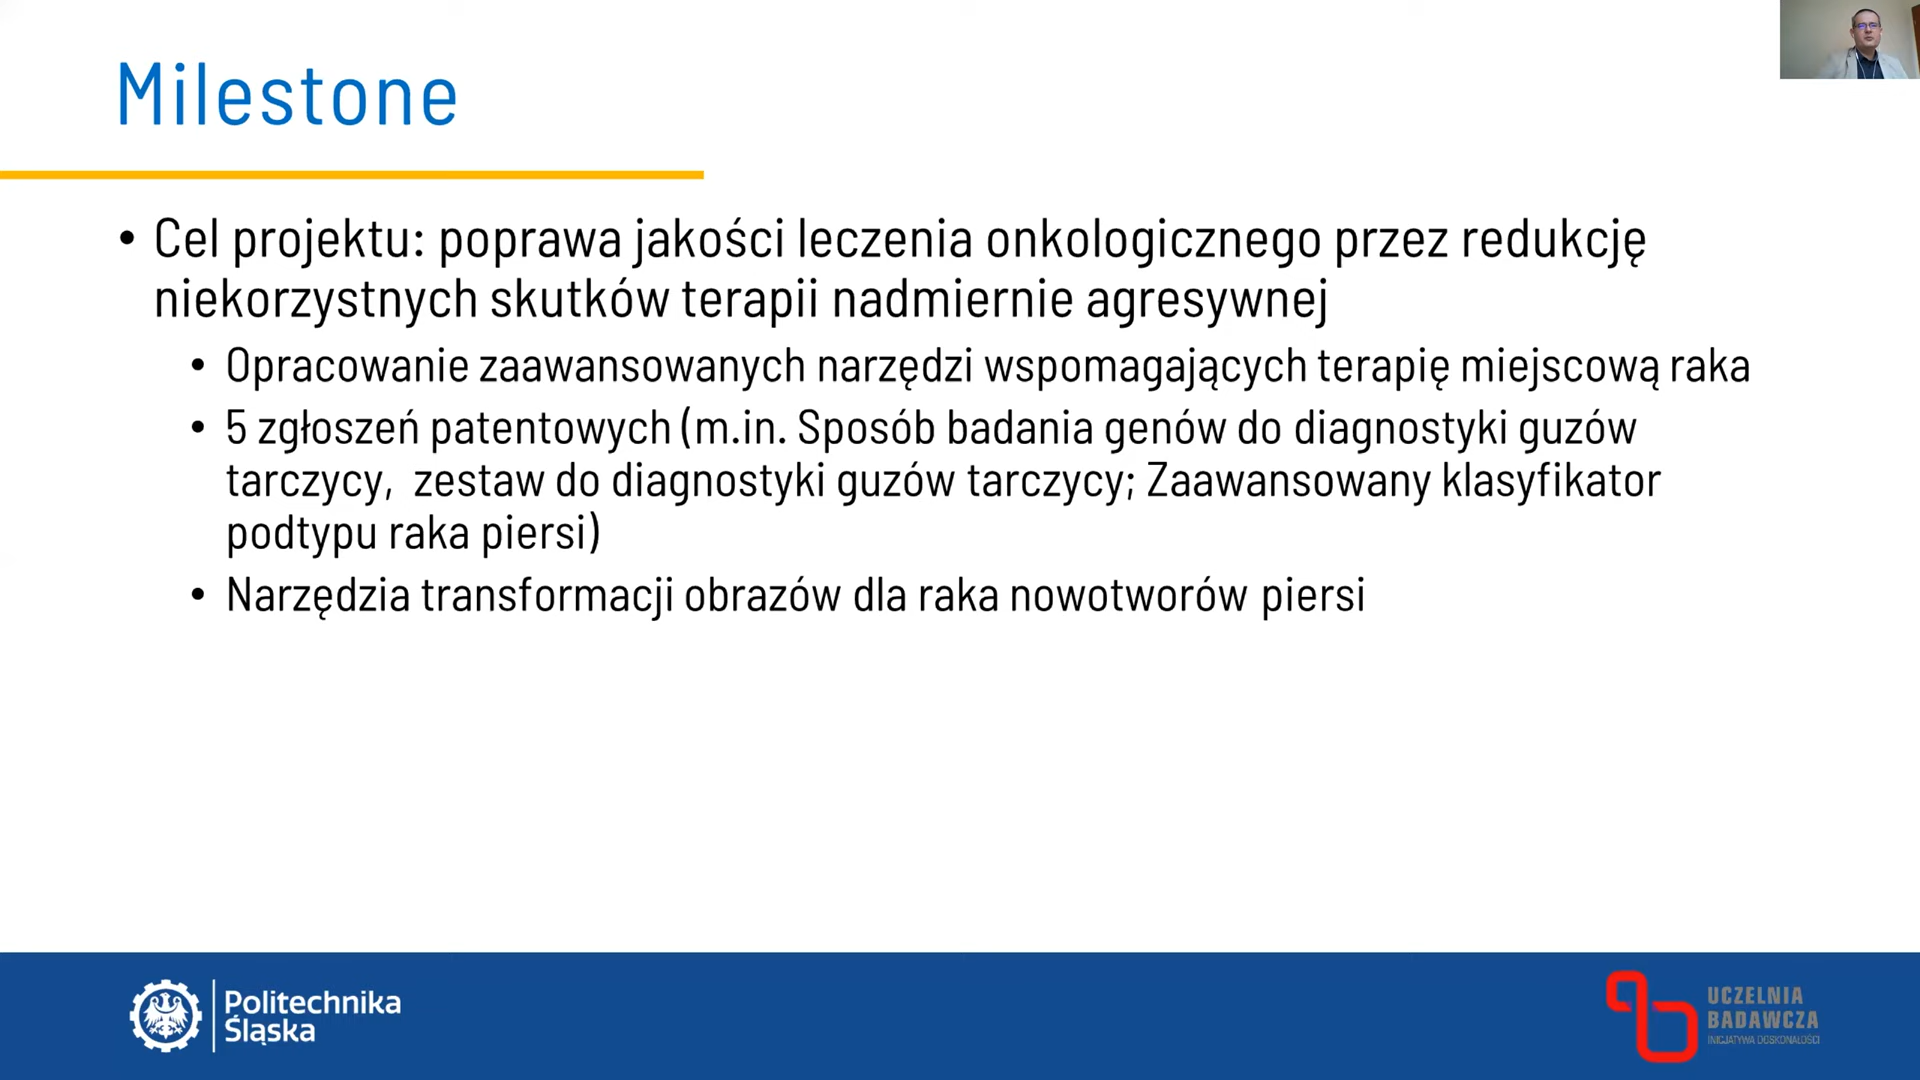 Milestone
• Cel projektu: poprawa jakości leczenia onkologicznego przez redukcję
niekorzystnych skutków terapii nadmiernie agresywnej
• Opracowanie zaawansowanych narzędzi wspomagających terapię miejscową raka
• 5 zgłoszeń patentowych (m.in. Sposób badania genów do diagnostyki guzów
tarczycy, zestaw do diagnostyki guzów tarczycy; Zaawansowany klasyfikator
podtypu raka piersi)
• Narzędzia transformacji obrazów dla raka nowotworów piersi
Politechnika
Śląska
UCZELNIA
BADAWCZA
INICJATYWA DOSKONAŁOŚCI